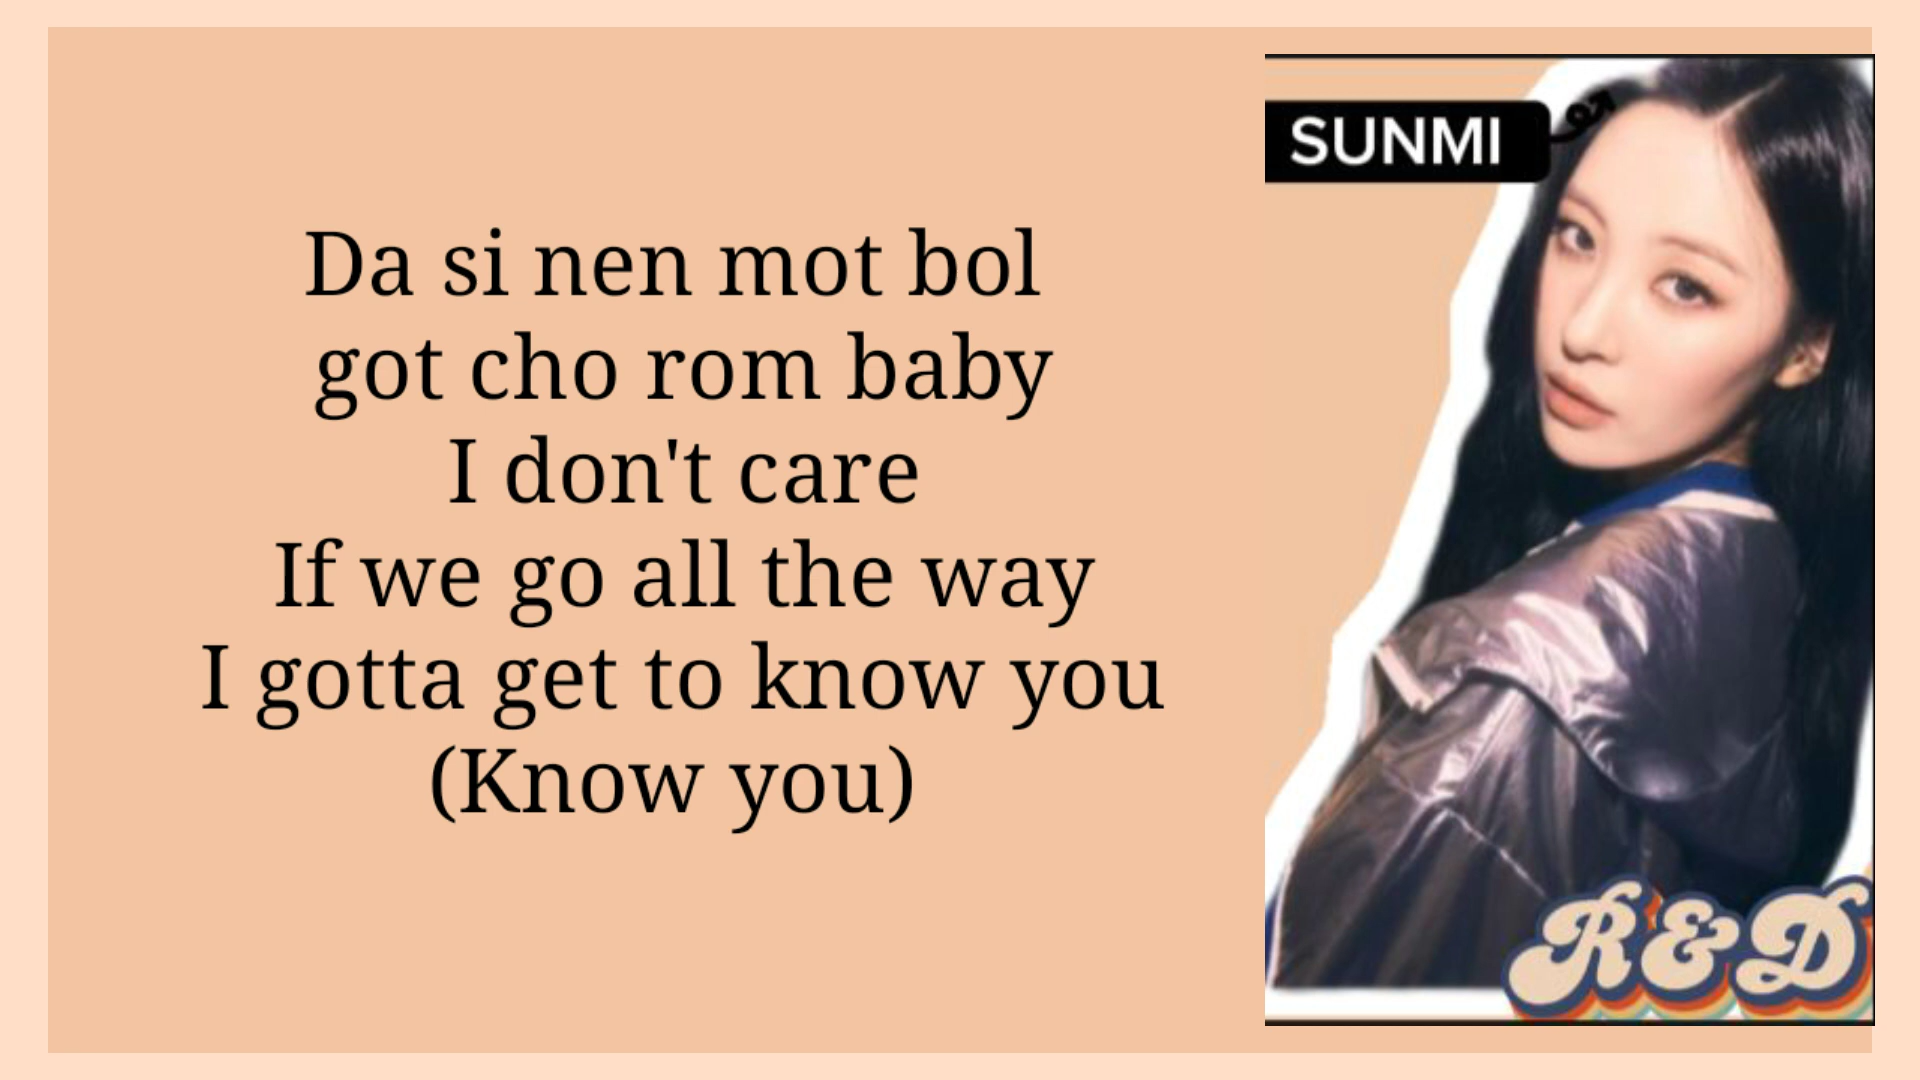 Da si nen mot bol
got cho rom baby
I don't care
If we go all the way
I gotta get to know you
(Know you)
SUNMI
R&D